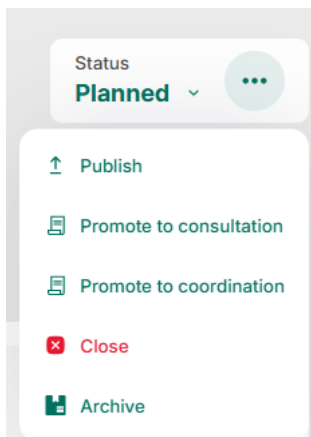 Status
Planned
Publish
Promote to consultation
Promote to coordination
Close
Archive